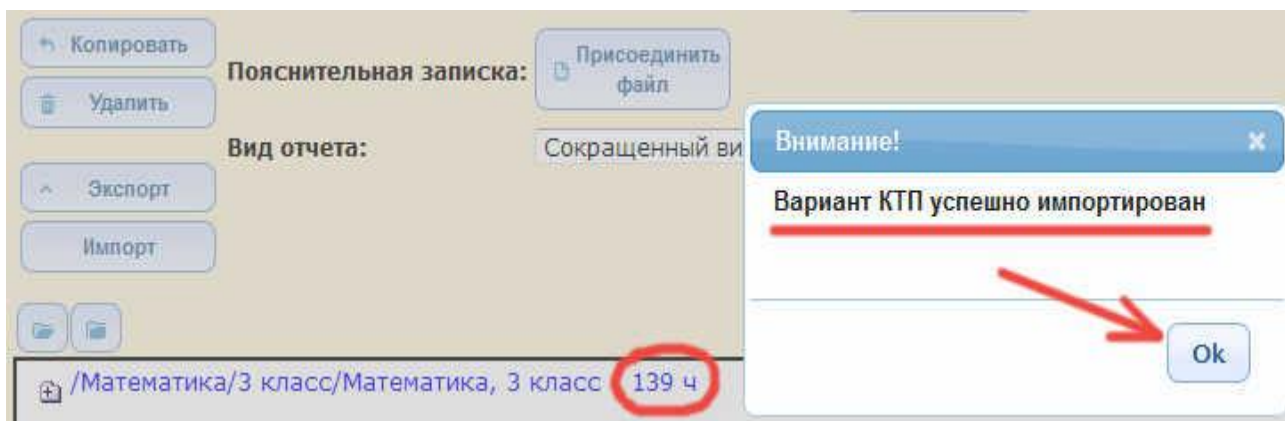 Копировать
Удалить
Пояснительная записка:
Присоединить
файл
Вид отчета:
Сокращенный ви
Экспорт
Импорт
Внимание!
Вариант КТП успешно импортирован
Ok
/Математика/3 класс/Математика, 3 класс 139 ч